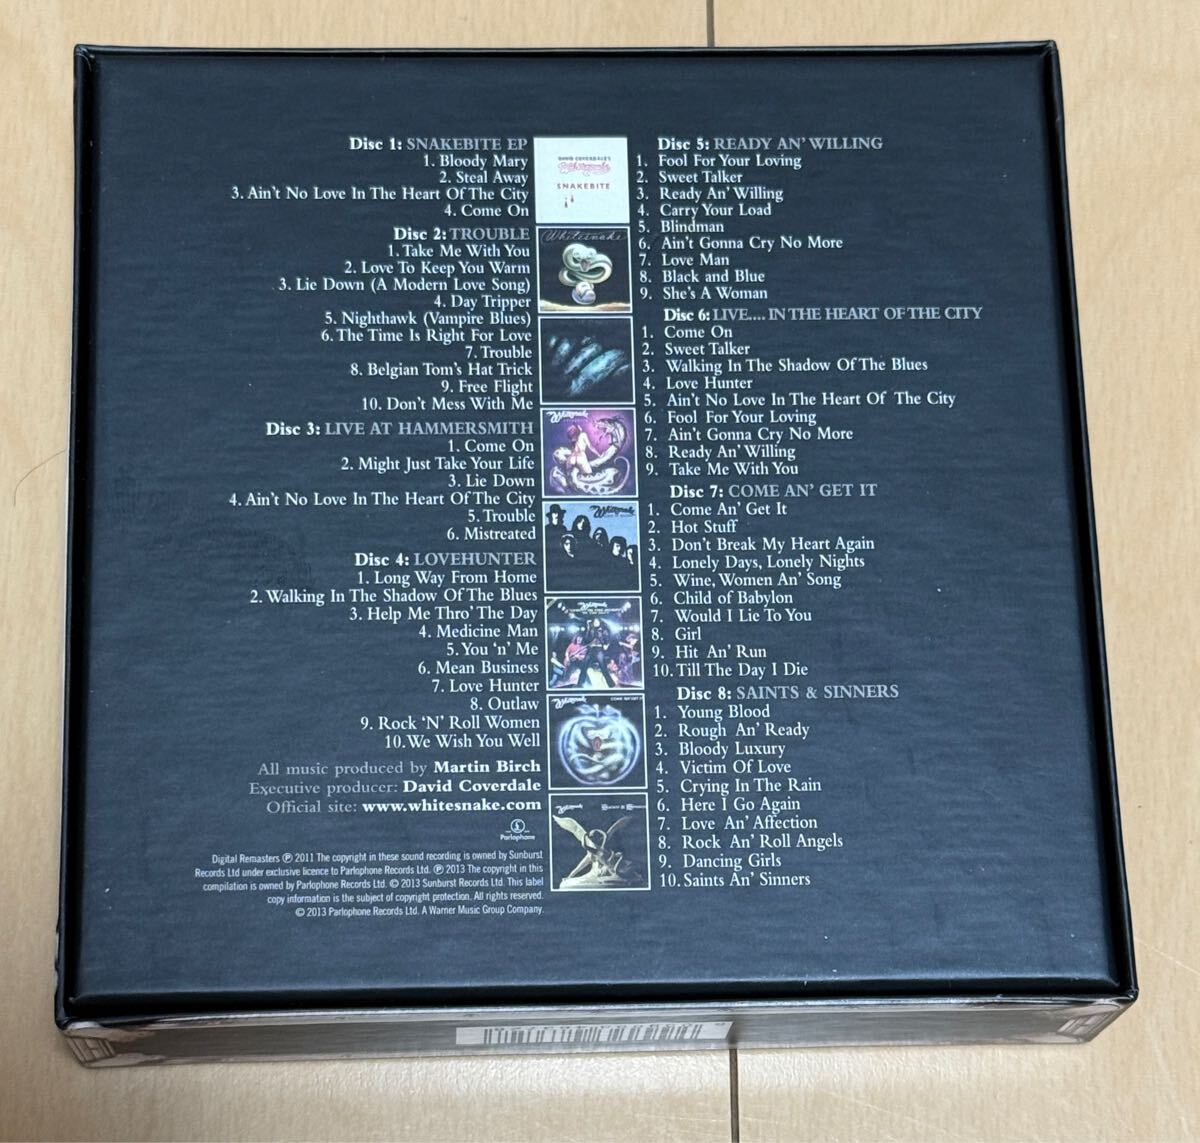 Disc 1: SNAKEBITE EP
1. Bloody Mary
2. Steal Away
3. Ain't No Love In The Heart Of The City
4. Come On
Disc 2: TROUBLE
1. Take Me With You
2. Love To Keep You Warm
3. Lie Down (A Modern Love Song)
4. Day Tripper
5. Nighthawk (Vampire Blues)
6. The Time Is Right For Love
7. Trouble
8. Belgian Tom's Hat Trick
9. Free Flight
10. Don't Mess With Me
Disc 3: LIVE AT HAMMERSMITH
1. Come On
2. Might Just Take Your Life
3. Lie Down
4. Ain't No Love In The Heart Of The City
5. Trouble
6. Mistreated
Disc 4: LOVEHUNTER
1. Long Way From Home
2. Walking In The Shadow Of The Blues
3. Help Me Thro' The Day
4. Medicine Man
5. You 'n' Me
6. Mean Business
7. Love Hunter
8. Outlaw
9. Rock 'N' Roll Women
10. We Wish You Well
All music produced by Martin Birch
Executive producer: David Coverdale
Official site: www.whitesnake.com
Parlophone
Digital Remasters ℗ 2011 The copyright in these sound recording is owned by Sunburst
Records Ltd under exclusive licence to Parlophone Records Ltd. ℗ 2013 The copyright in this
compilation is owned by Parlophone Records Ltd. © 2013 Sunburst Records Ltd. This label
copy information is the subject of copyright protection. All rights reserved.
© 2013 Parlophone Records Ltd. A Warner Music Group Company.
DAVID COVERDALE'S
Whitesnake
SNAKEBITE
Whitesnake
Whitesnake
Whitesnake
Whitesnake
Whitesnake
COME AN' GET IT
Whitesnake
Saints & Sinners
Disc 5: READY AN' WILLING
1. Fool For Your Loving
2. Sweet Talker
3. Ready An' Willing
4. Carry Your Load
5. Blindman
6. Ain't Gonna Cry No More
7. Love Man
8. Black and Blue
9. She's A Woman
Disc 6: LIVE.... IN THE HEART OF THE CITY
1. Come On
2. Sweet Talker
3. Walking In The Shadow Of The Blues
4. Love Hunter
5. Ain't No Love In The Heart Of The City
6. Fool For Your Loving
7. Ain't Gonna Cry No More
8. Ready An' Willing
9. Take Me With You
Disc 7: COME AN' GET IT
1. Come An' Get It
2. Hot Stuff
3. Don't Break My Heart Again
4. Lonely Days, Lonely Nights
5. Wine, Women An' Song
6. Child of Babylon
7. Would I Lie To You
8. Girl
9. Hit An' Run
10. Till The Day I Die
Disc 8: SAINTS & SINNERS
1. Young Blood
2. Rough An' Ready
3. Bloody Luxury
4. Victim Of Love
5. Crying In The Rain
6. Here I Go Again
7. Love An' Affection
8. Rock An' Roll Angels
9. Dancing Girls
10. Saints An' Sinners